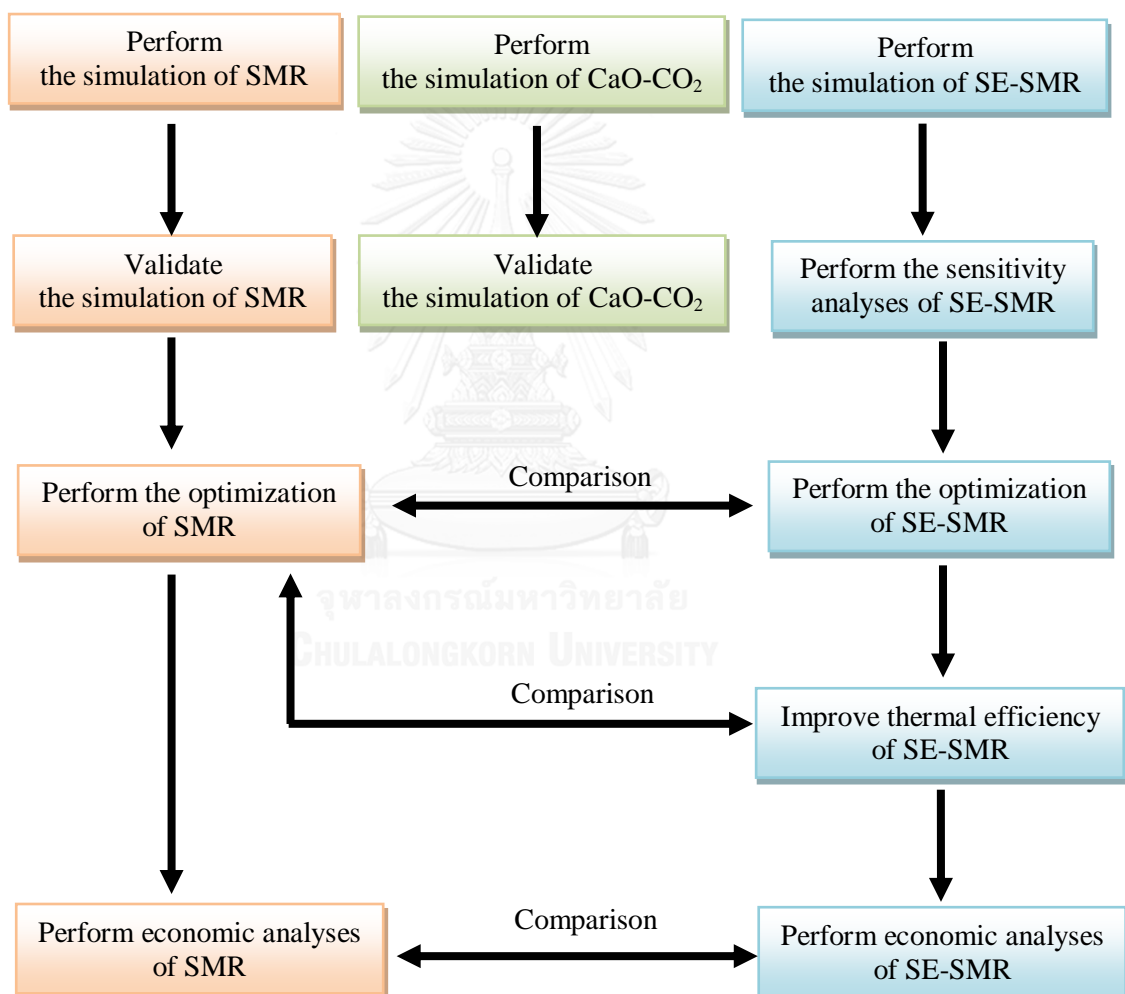 Perform
the simulation of SMR
Perform
the simulation of CaO-CO₂
Perform
the simulation of SE-SMR
Validate
the simulation of SMR
Validate
the simulation of CaO-CO₂
Perform the sensitivity
analyses of SE-SMR
Perform the optimization
of SMR
Comparison
Perform the optimization
of SE-SMR
จุฬาลงกรณ์มหาวิทยาลัย
CHULALONGKORN UNIVERSITY
Comparison
Improve thermal efficiency
of SE-SMR
Perform economic analyses
of SMR
Comparison
Perform economic analyses
of SE-SMR